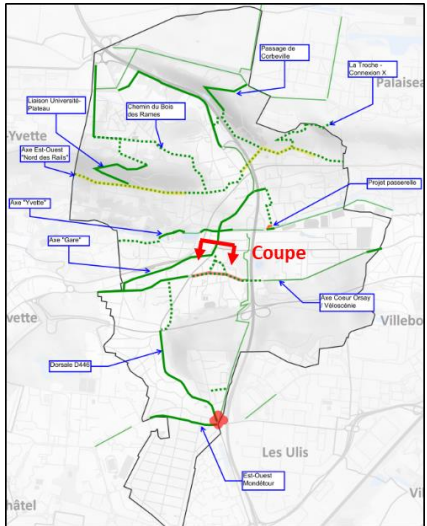 Passage de
Corbeville
La Troche -
Connexion X
Palaiseau
Liaison Université-
Plateau
Chemin du Bois
des Rames
-Yvette
Axe Est-Ouest
"Nord des Rails"
Projet passerelle
Axe "Yvette"
Coupe
Axe "Gare"
Axe Coeur Orsay
- Véloscénie
vette
Villebo
Dorsale D446
Les Ulis
Est-Ouest
Mondétour
hâtel
Vi